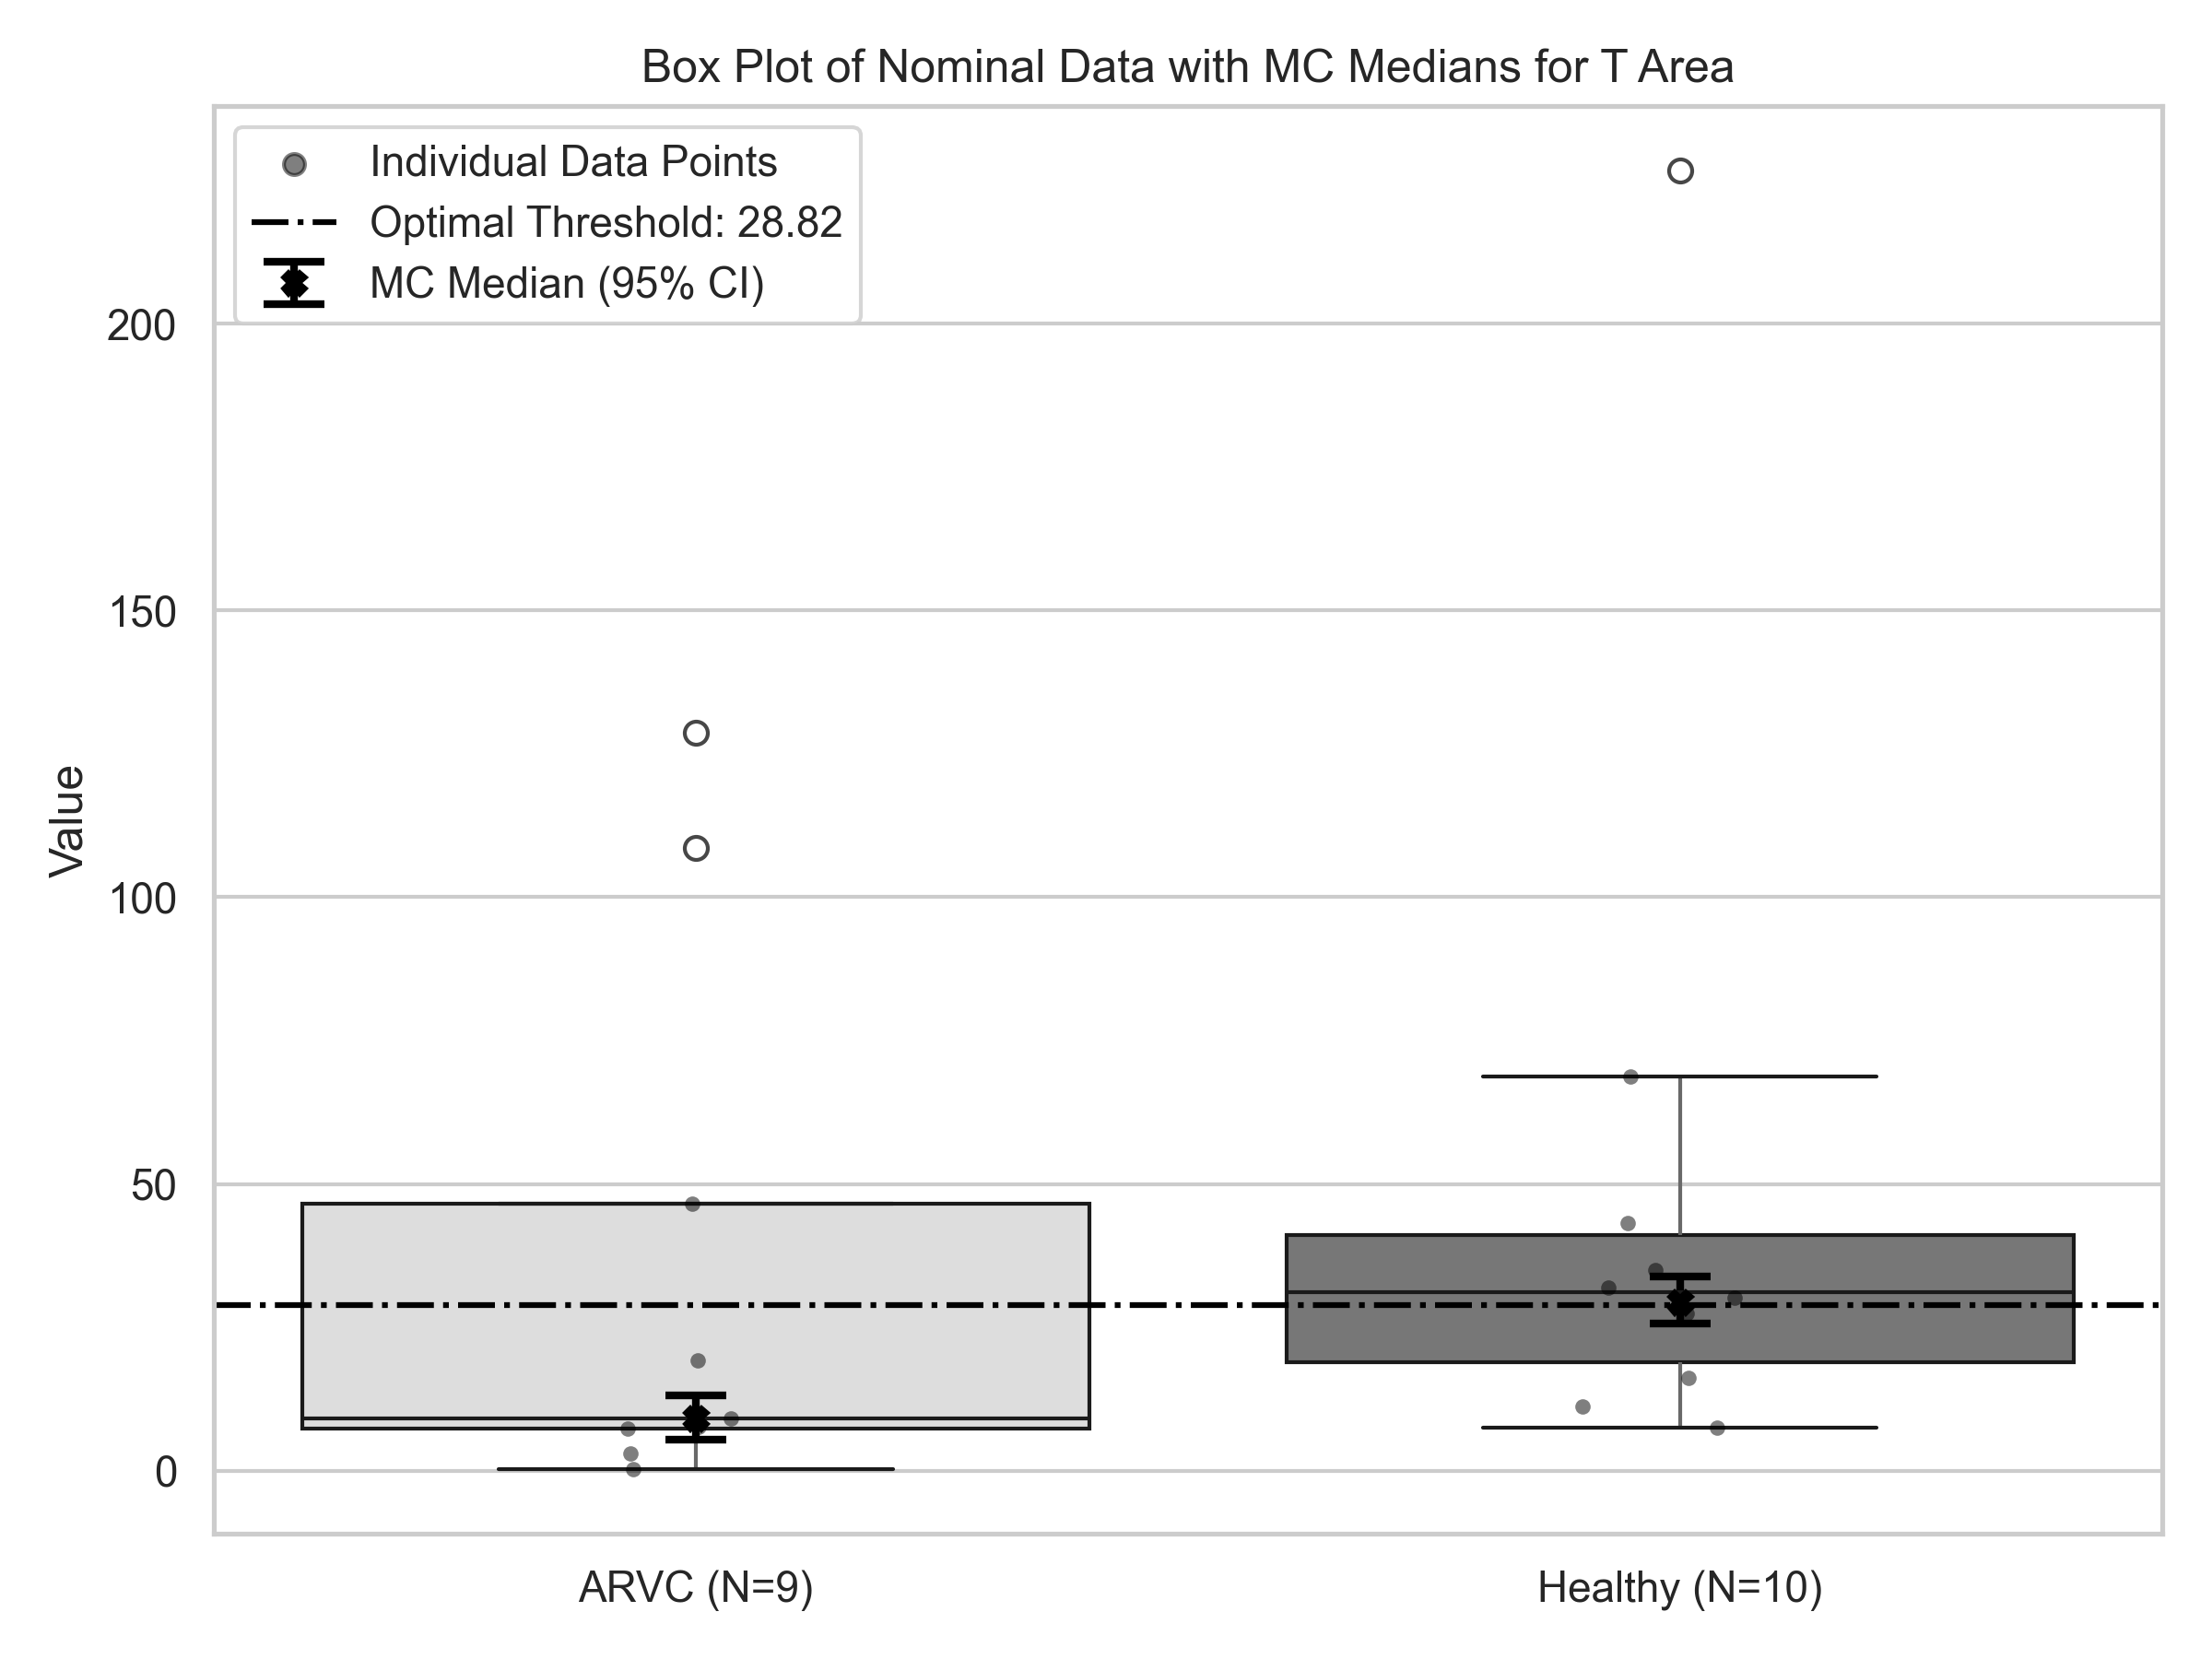 Box Plot of Nominal Data with MC Medians for T Area
Individual Data Points
Optimal Threshold: 28.82
MC Median (95% CI)
200
150
100
50
0
Value
ARVC (N=9)
Healthy (N=10)